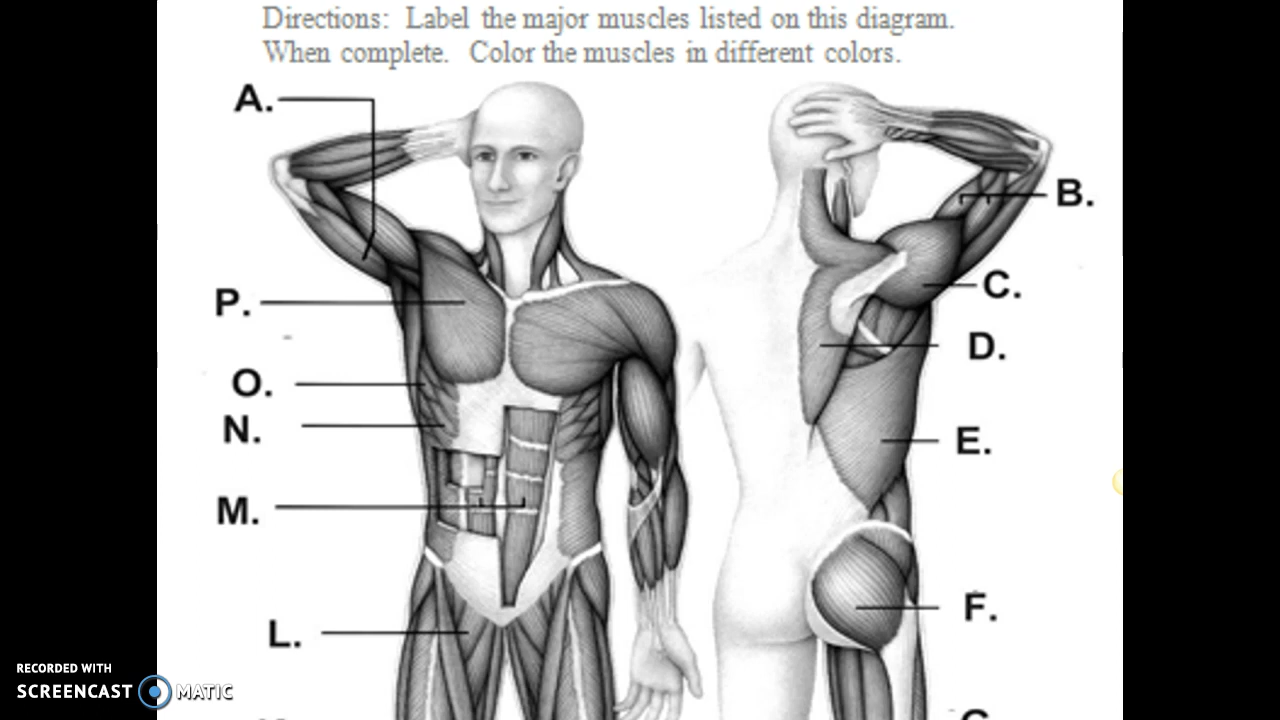 Directions: Label the major muscles listed on this diagram.
When complete. Color the muscles in different colors.
A.
B.
P.
C.
D.
O.
N.
E.
M.
F.
L.
RECORDED WITH
SCREENCAST MATIC